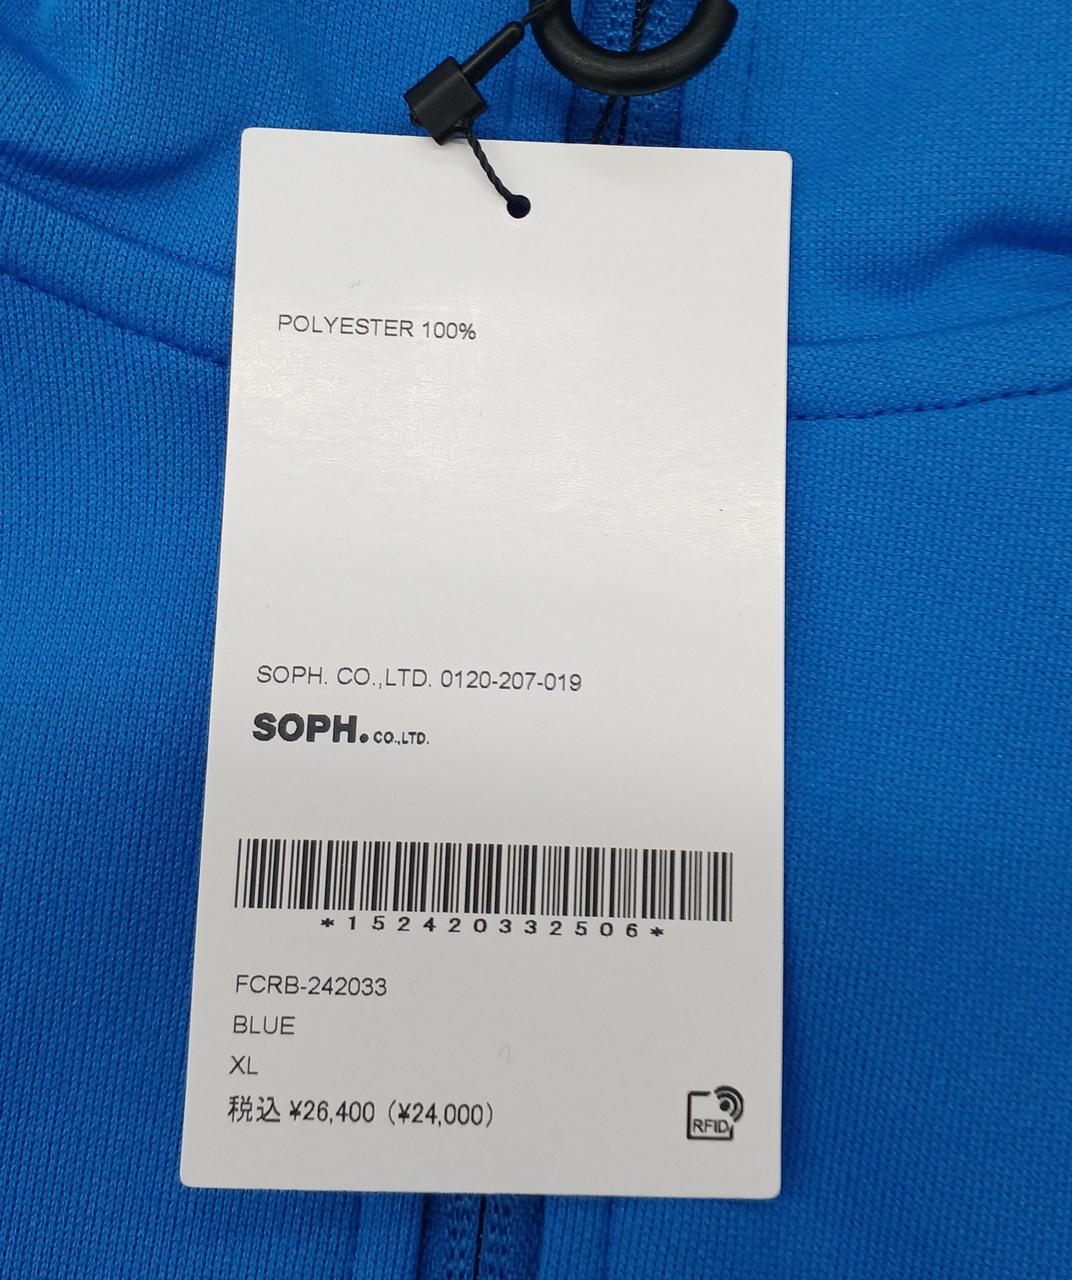 POLYESTER 100%
SOPH. CO.,LTD. 0120-207-019
SOPH. CO.,LTD.
*152420332506*
FCRB-242033
BLUE
XL
税込 ¥26,400 (¥24,000)
RFID